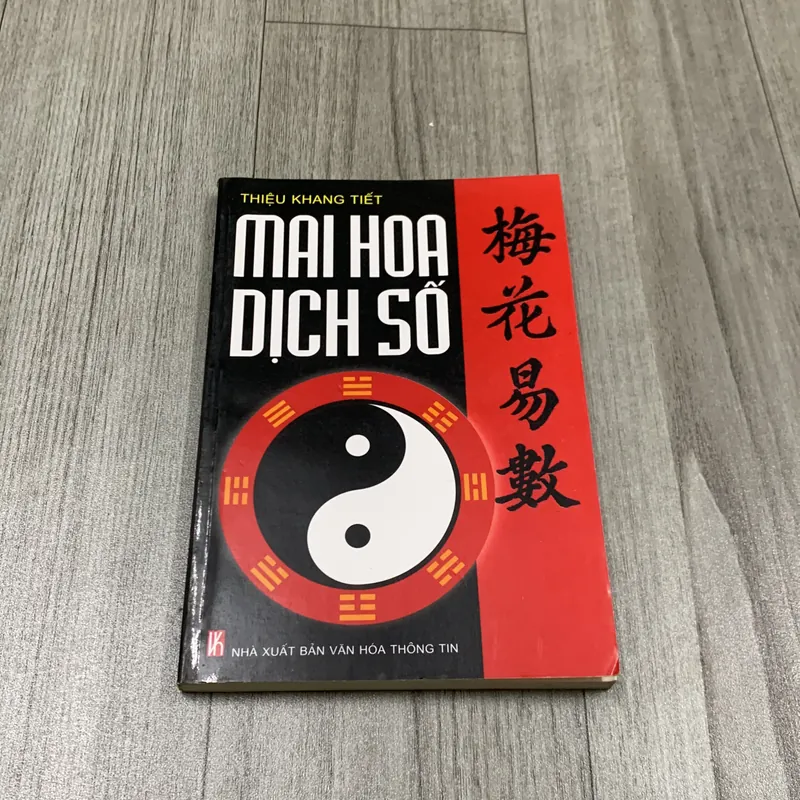 THIỆU KHANG TIẾT
MAI HOA
DỊCH SỐ
梅花易數
NHÀ XUẤT BẢN VĂN HÓA THÔNG TIN